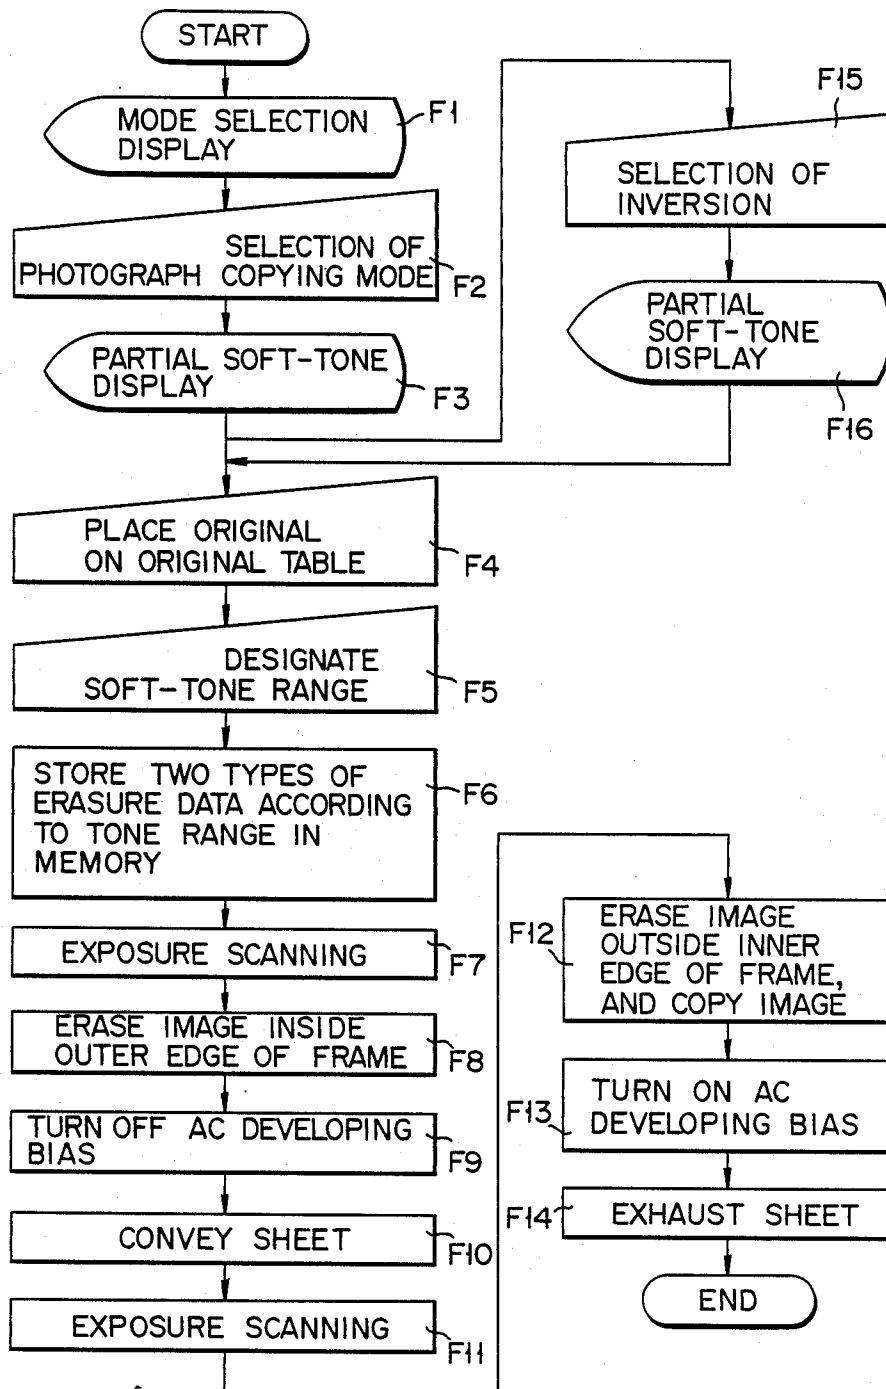 START
MODE SELECTION
DISPLAY
F1
SELECTION OF
PHOTOGRAPH COPYING MODE
F2
PARTIAL SOFT-TONE
DISPLAY
F3
F15
SELECTION OF
INVERSION
PARTIAL
SOFT-TONE
DISPLAY
F16
PLACE ORIGINAL
ON ORIGINAL TABLE
F4
DESIGNATE
SOFT-TONE RANGE
F5
STORE TWO TYPES OF
ERASURE DATA ACCORDING
TO TONE RANGE IN
MEMORY
F6
EXPOSURE SCANNING
F7
ERASE IMAGE INSIDE
OUTER EDGE OF FRAME
F8
TURN OFF AC DEVELOPING
BIAS
F9
CONVEY SHEET
F10
EXPOSURE SCANNING
F11
F12
ERASE IMAGE
OUTSIDE INNER
EDGE OF FRAME,
AND COPY IMAGE
F13
TURN ON AC
DEVELOPING BIAS
F14
EXHAUST SHEET
END